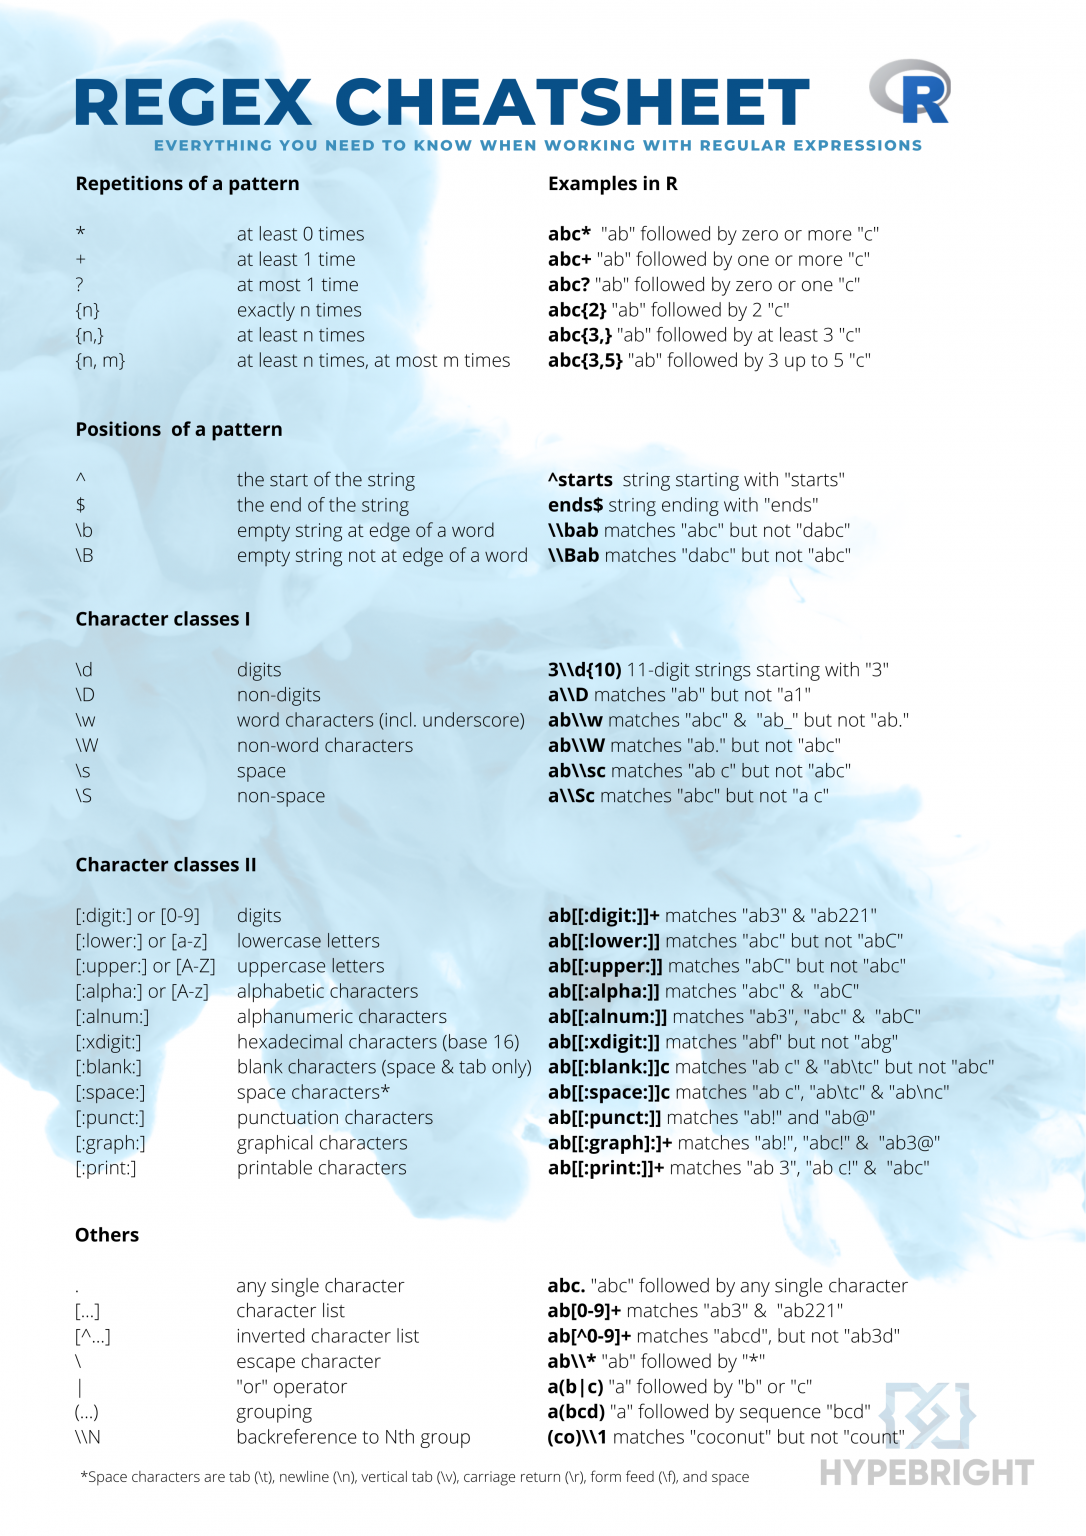 REGEX CHEATSHEET
R
EVERYTHING YOU NEED TO KNOW WHEN WORKING WITH REGULAR EXPRESSIONS
Repetitions of a pattern Examples in R
* at least 0 times abc* "ab" followed by zero or more "c"
+ at least 1 time abc+ "ab" followed by one or more "c"
? at most 1 time abc? "ab" followed by zero or one "c"
{n} exactly n times abc{2} "ab" followed by 2 "c"
{n,} at least n times abc{3,} "ab" followed by at least 3 "c"
{n, m} at least n times, at most m times abc{3,5} "ab" followed by 3 up to 5 "c"
Positions of a pattern
^ the start of the string ^starts string starting with "starts"
$ the end of the string ends$ string ending with "ends"
\b empty string at edge of a word \\bab matches "abc" but not "dabc"
\B empty string not at edge of a word \\Bab matches "dabc" but not "abc"
Character classes I
\d digits 3\\d{10) 11-digit strings starting with "3"
\D non-digits a\\D matches "ab" but not "a1"
\w word characters (incl. underscore) ab\\w matches "abc" & "ab_" but not "ab."
\W non-word characters ab\\W matches "ab." but not "abc"
\s space ab\\sc matches "ab c" but not "abc"
\S non-space a\\Sc matches "abc" but not "a c"
Character classes II
[:digit:] or [0-9] digits ab[[:digit:]]+ matches "ab3" & "ab221"
[:lower:] or [a-z] lowercase letters ab[[:lower:]] matches "abc" but not "abC"
[:upper:] or [A-Z] uppercase letters ab[[:upper:]] matches "abC" but not "abc"
[:alpha:] or [A-z] alphabetic characters ab[[:alpha:]] matches "abc" & "abC"
[:alnum:] alphanumeric characters ab[[:alnum:]] matches "ab3", "abc" & "abC"
[:xdigit:] hexadecimal characters (base 16) ab[[:xdigit:]] matches "abf" but not "abg"
[:blank:] blank characters (space & tab only) ab[[:blank:]]c matches "ab c" & "ab\tc" but not "abc"
[:space:] space characters* ab[[:space:]]c matches "ab c", "ab\tc" & "ab\nc"
[:punct:] punctuation characters ab[[:punct:]] matches "ab!" and "ab@"
[:graph:] graphical characters ab[[:graph]:]+ matches "ab!", "abc!" & "ab3@"
[:print:] printable characters ab[[:print:]]+ matches "ab 3", "ab c!" & "abc"
Others
. any single character abc. "abc" followed by any single character
[...] character list ab[0-9]+ matches "ab3" & "ab221"
[^...] inverted character list ab[^0-9]+ matches "abcd", but not "ab3d"
\ escape character ab\\* "ab" followed by "*"
| "or" operator a(b|c) "a" followed by "b" or "c"
(...) grouping a(bcd) "a" followed by sequence "bcd"
\\N backreference to Nth group (co)\\1 matches "coconut" but not "count"
*Space characters are tab (\t), newline (\n), vertical tab (\v), carriage return (\r), form feed (\f), and space
HYPEBRIGHT